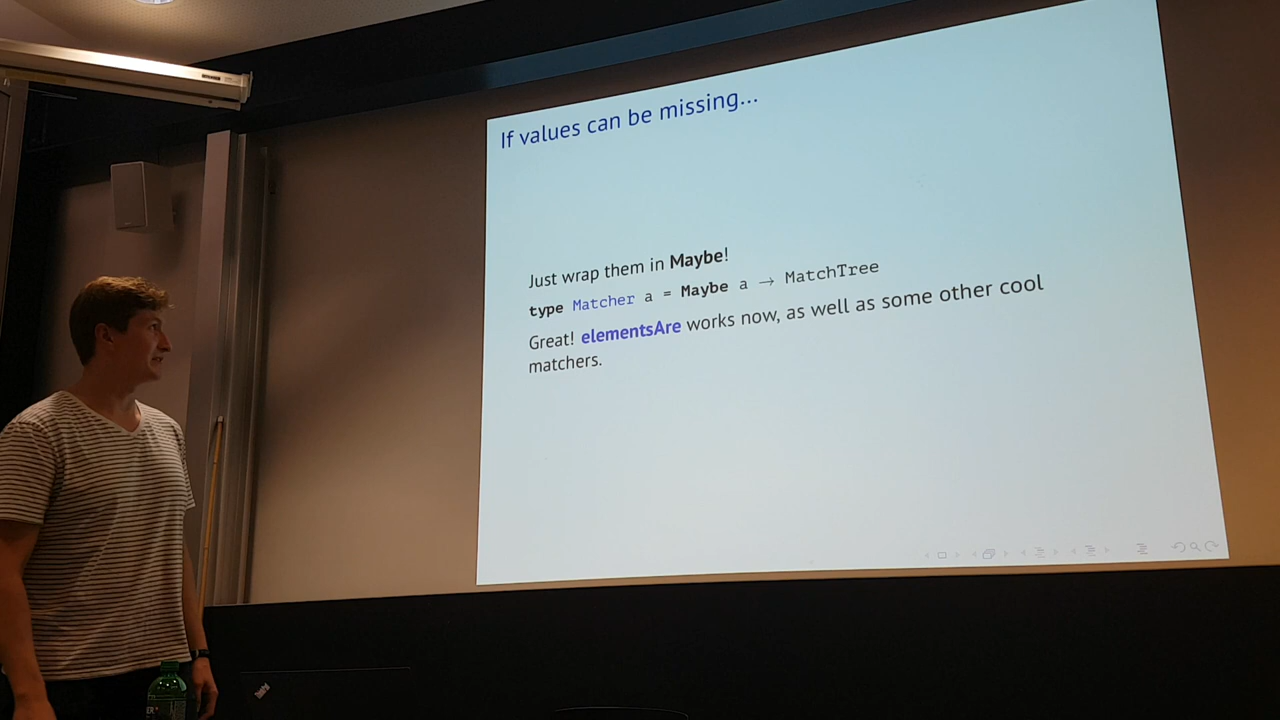 If values can be missing...
Just wrap them in Maybe!
type Matcher a = Maybe a → MatchTree
Great! elementsAre works now, as well as some other cool
matchers.
ThinkPad